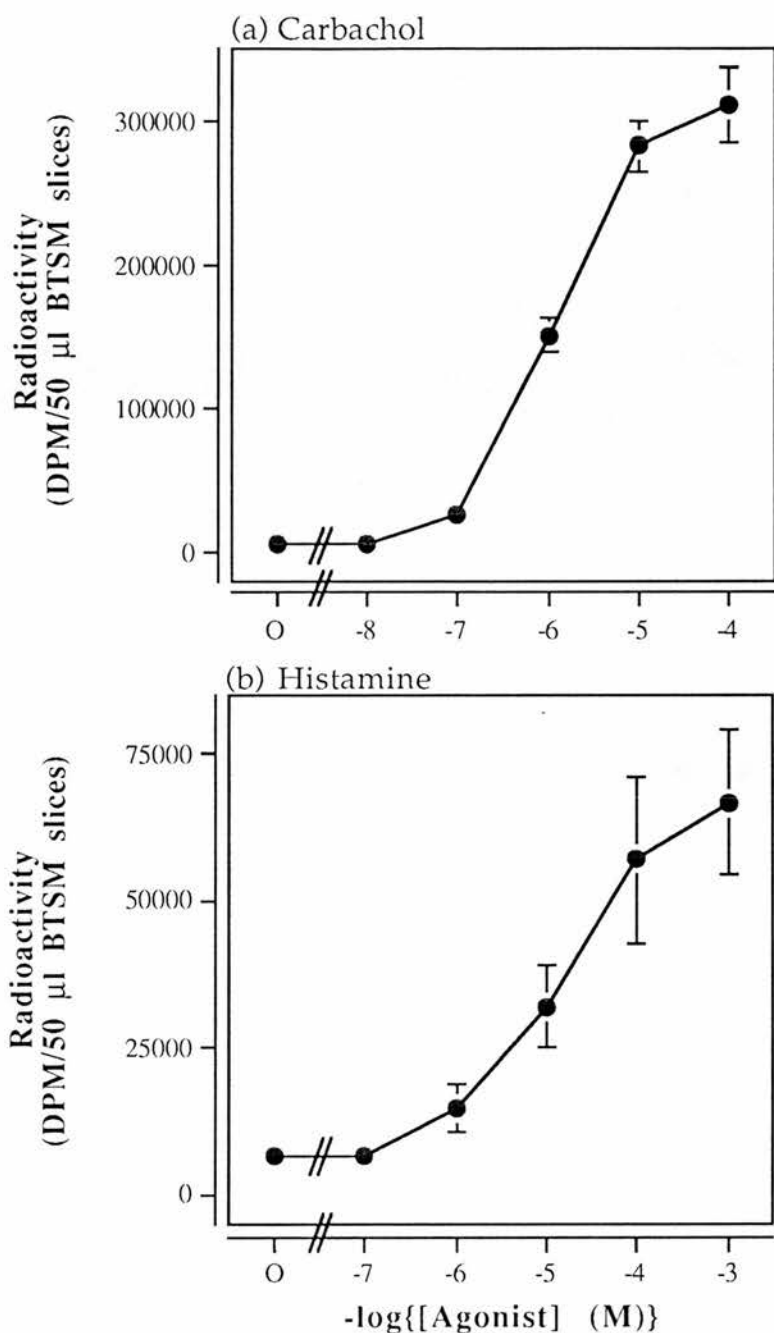 (a) Carbachol
Radioactivity
(DPM/50 µl BTSM slices)
300000
200000
100000
0
O -8 -7 -6 -5 -4
(b) Histamine
Radioactivity
(DPM/50 µl BTSM slices)
75000
50000
25000
0
O -7 -6 -5 -4 -3
-log{[Agonist] (M)}